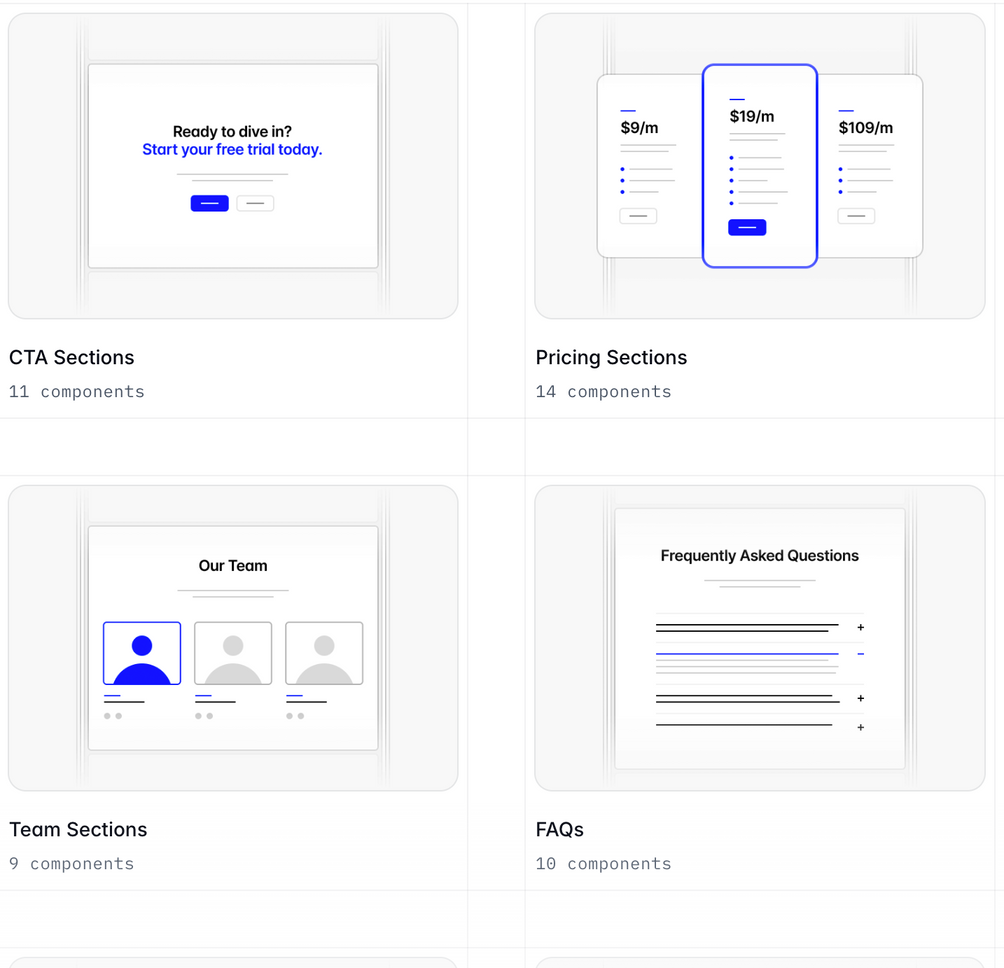 Ready to dive in?
Start your free trial today.
CTA Sections
11 components
$9/m
$19/m
$109/m
Pricing Sections
14 components
Our Team
Team Sections
9 components
Frequently Asked Questions
FAQs
10 components